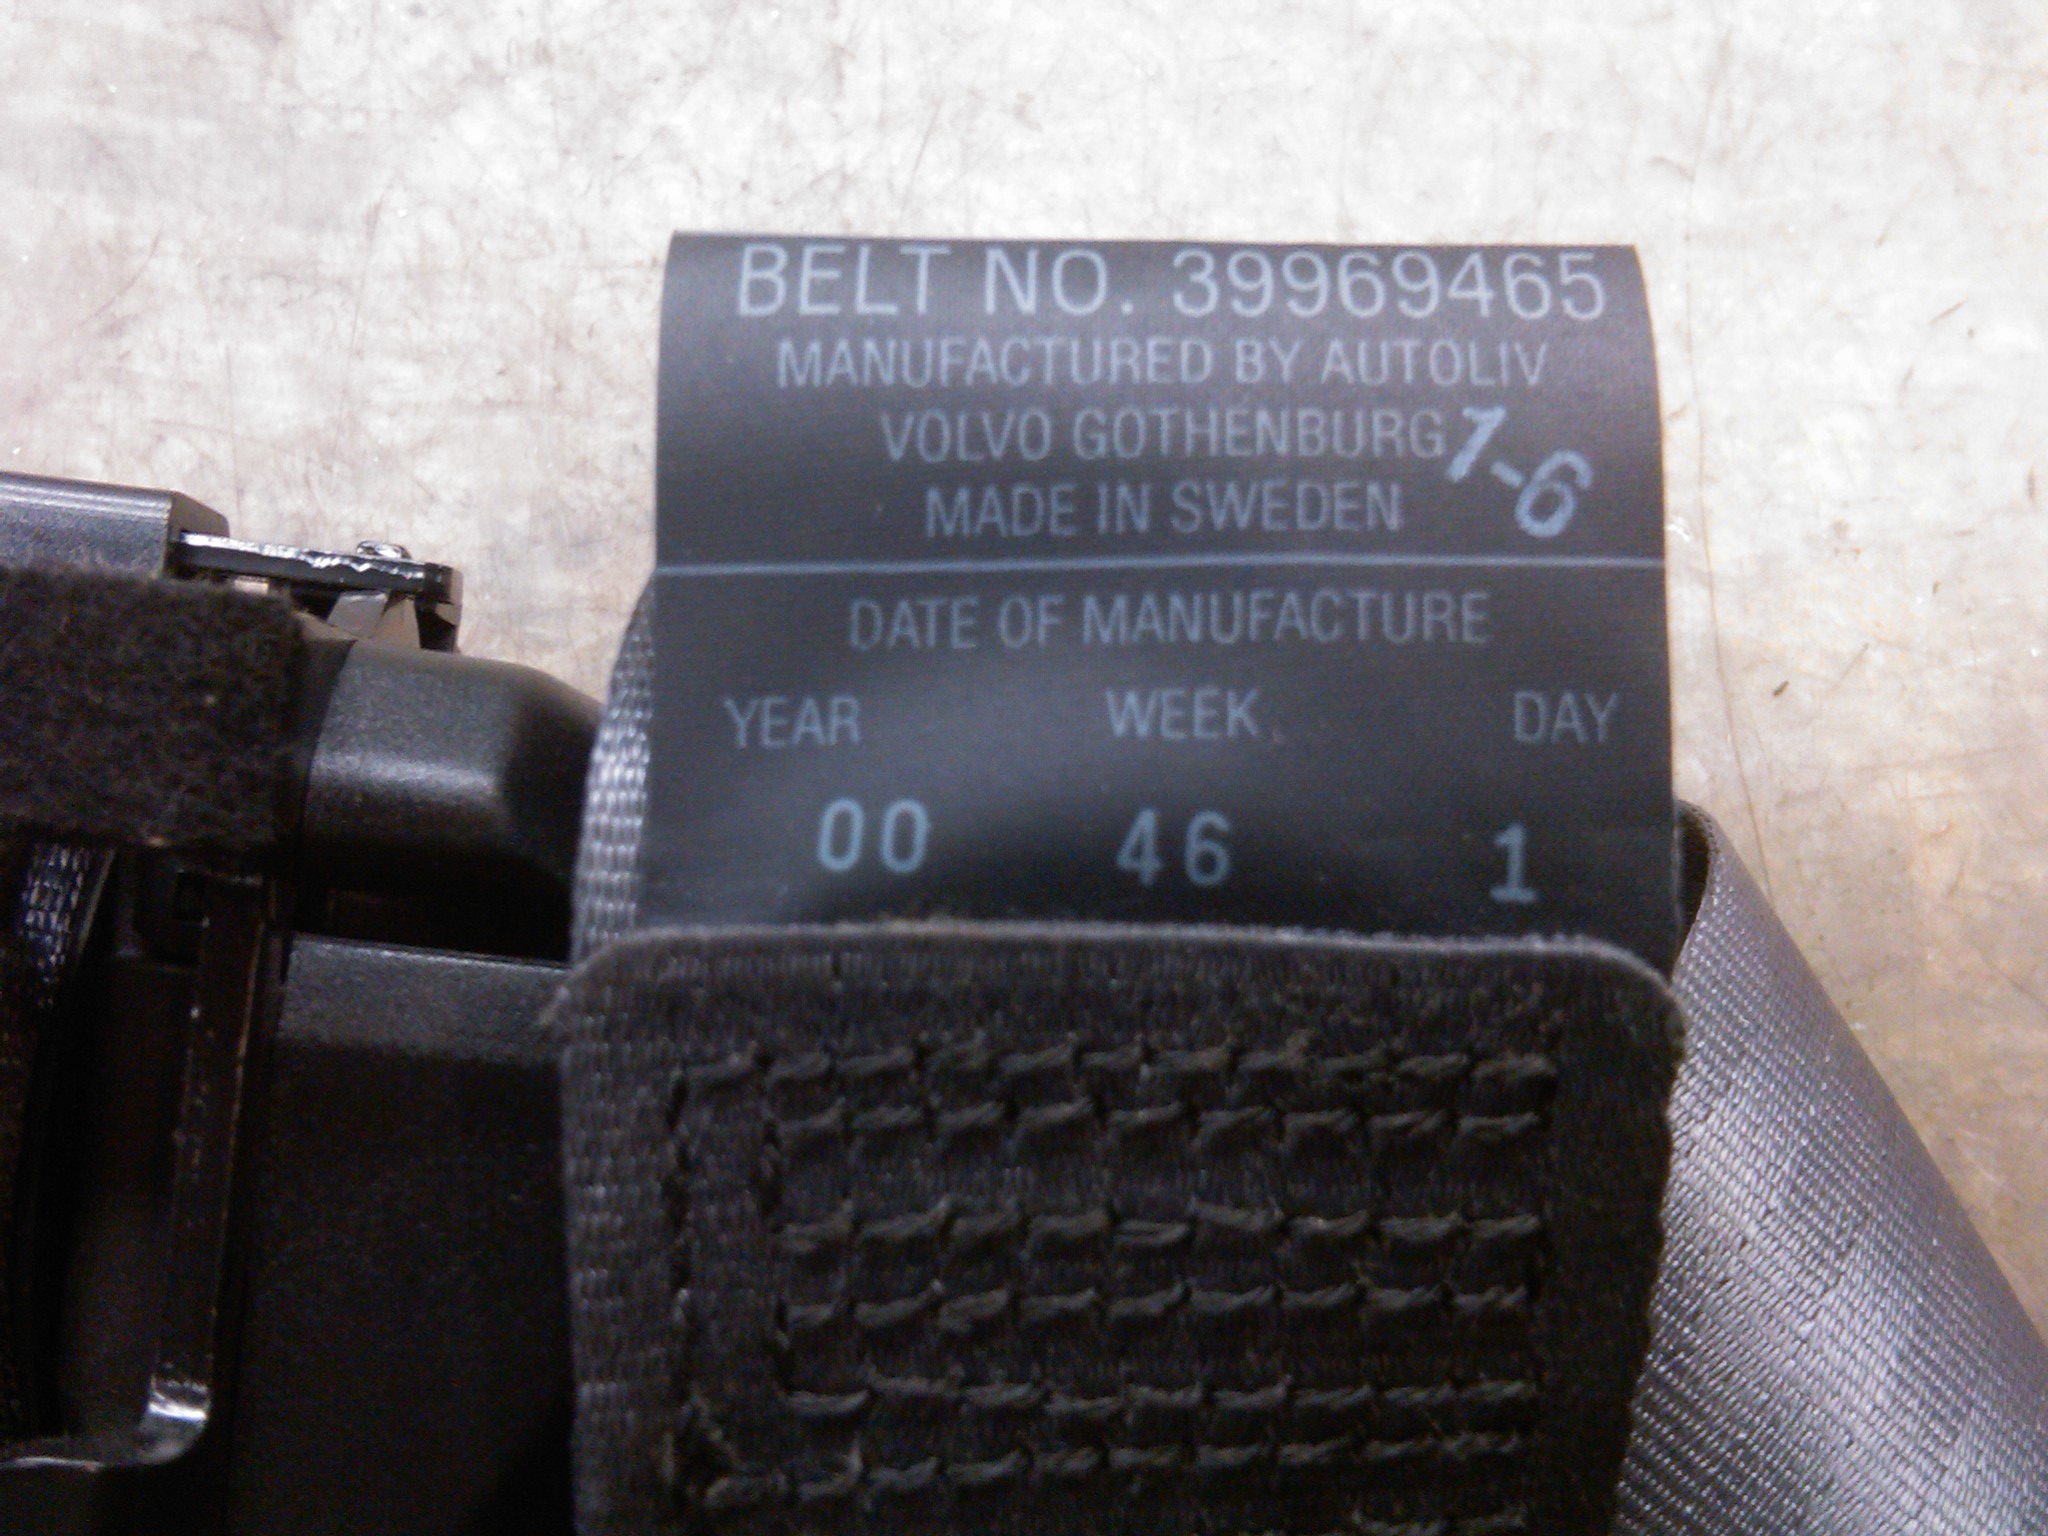 BELT NO. 39969465
MANUFACTURED BY AUTOLIV
VOLVO GOTHENBURG
1-6
MADE IN SWEDEN
DATE OF MANUFACTURE
YEAR WEEK DAY
00 46 1